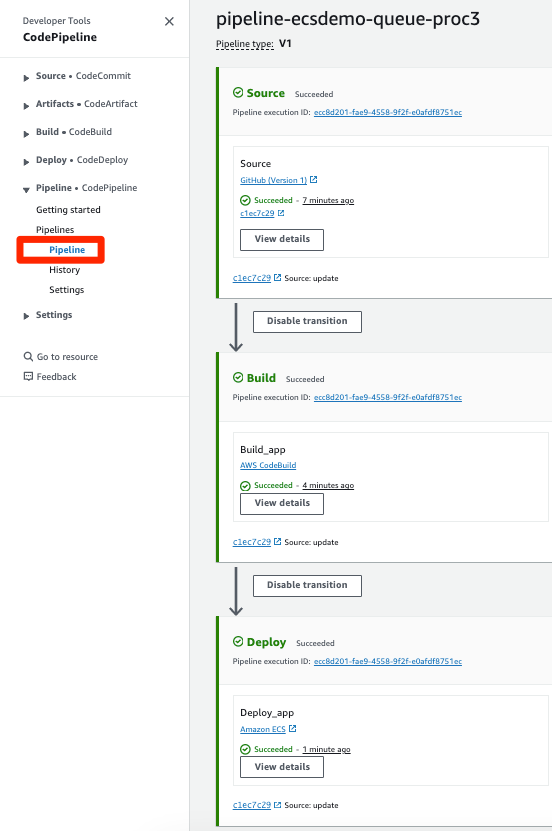 Developer Tools
CodePipeline
Source • CodeCommit
Artifacts • CodeArtifact
Build • CodeBuild
Deploy • CodeDeploy
Pipeline • CodePipeline
Getting started
Pipelines
Pipeline
History
Settings
Settings
Go to resource
Feedback
pipeline-ecsdemo-queue-proc3
Pipeline type: V1
Source Succeeded
Pipeline execution ID: ecc8d201-fae9-4558-9f2f-e0afdf8751ec
Source
GitHub (Version 1)
Succeeded - 7 minutes ago
c1ec7c29
View details
c1ec7c29 Source: update
Disable transition
Build Succeeded
Pipeline execution ID: ecc8d201-fae9-4558-9f2f-e0afdf8751ec
Build_app
AWS CodeBuild
Succeeded - 4 minutes ago
View details
c1ec7c29 Source: update
Disable transition
Deploy Succeeded
Pipeline execution ID: ecc8d201-fae9-4558-9f2f-e0afdf8751ec
Deploy_app
Amazon ECS
Succeeded - 1 minute ago
View details
c1ec7c29 Source: update